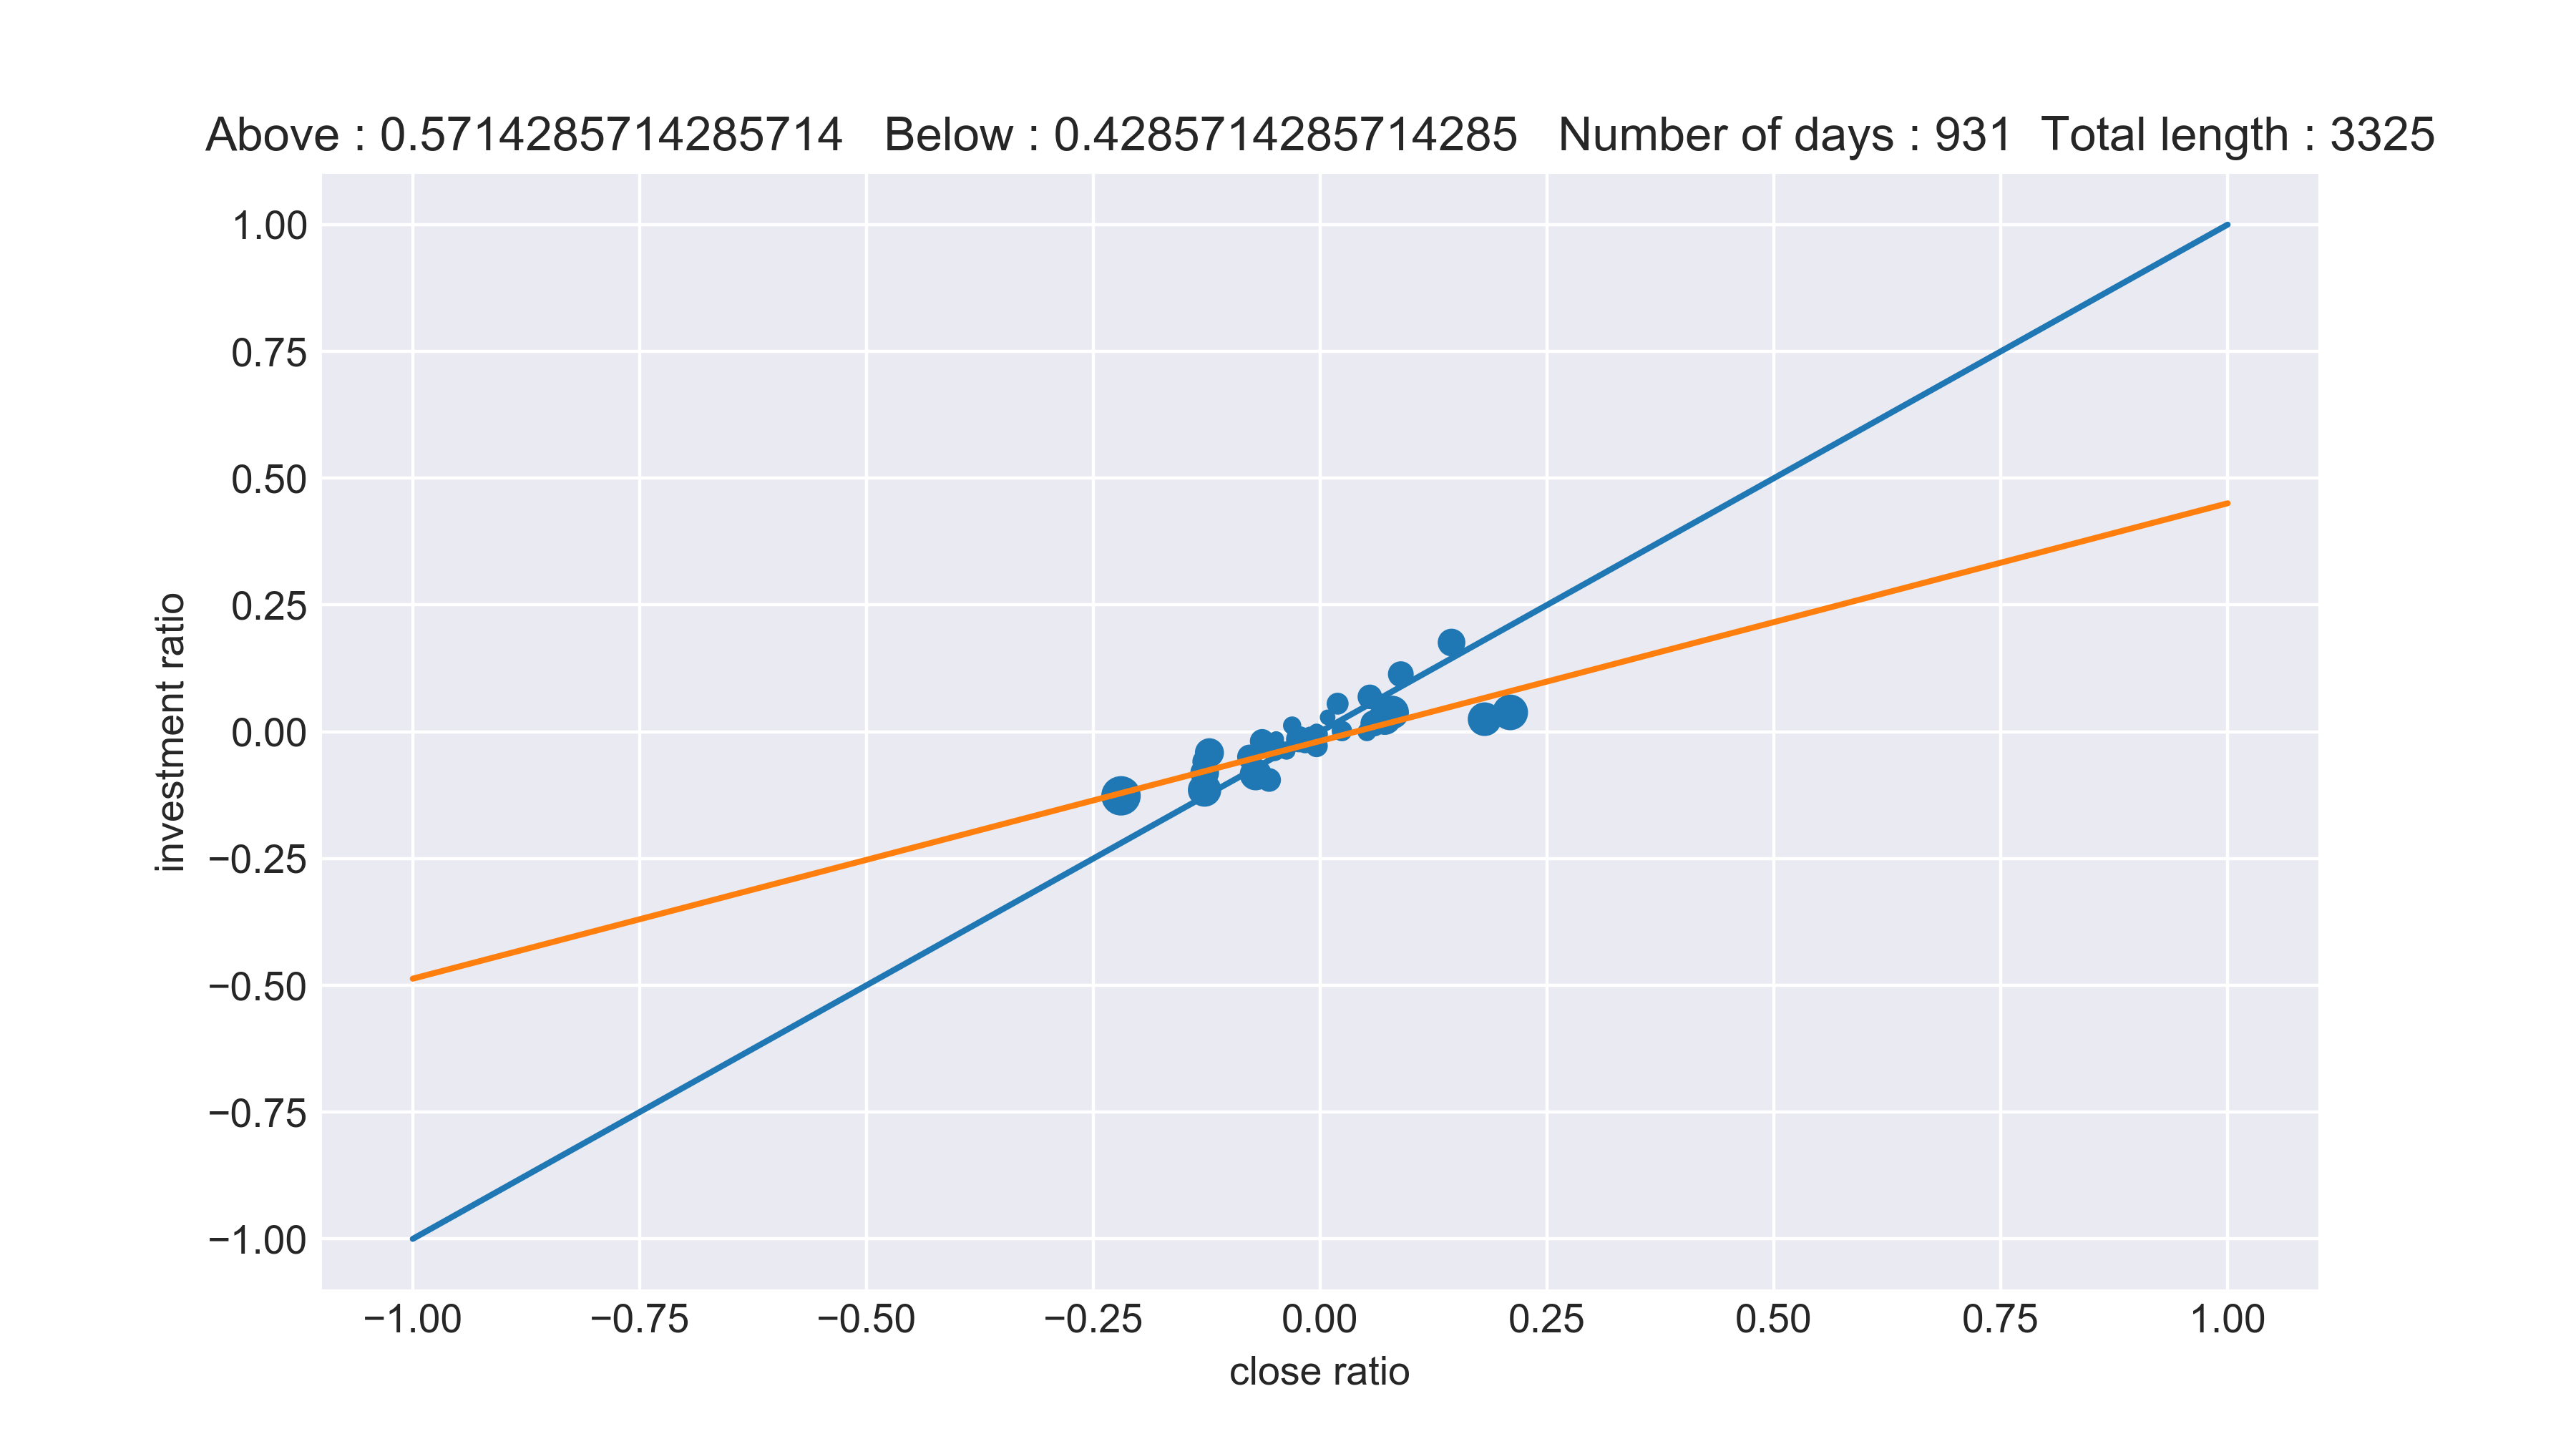 Above : 0.5714285714285714 Below : 0.4285714285714285 Number of days : 931 Total length : 3325
1.00
0.75
0.50
0.25
0.00
−0.25
−0.50
−0.75
−1.00
investment ratio
−1.00 −0.75 −0.50 −0.25 0.00 0.25 0.50 0.75 1.00
close ratio